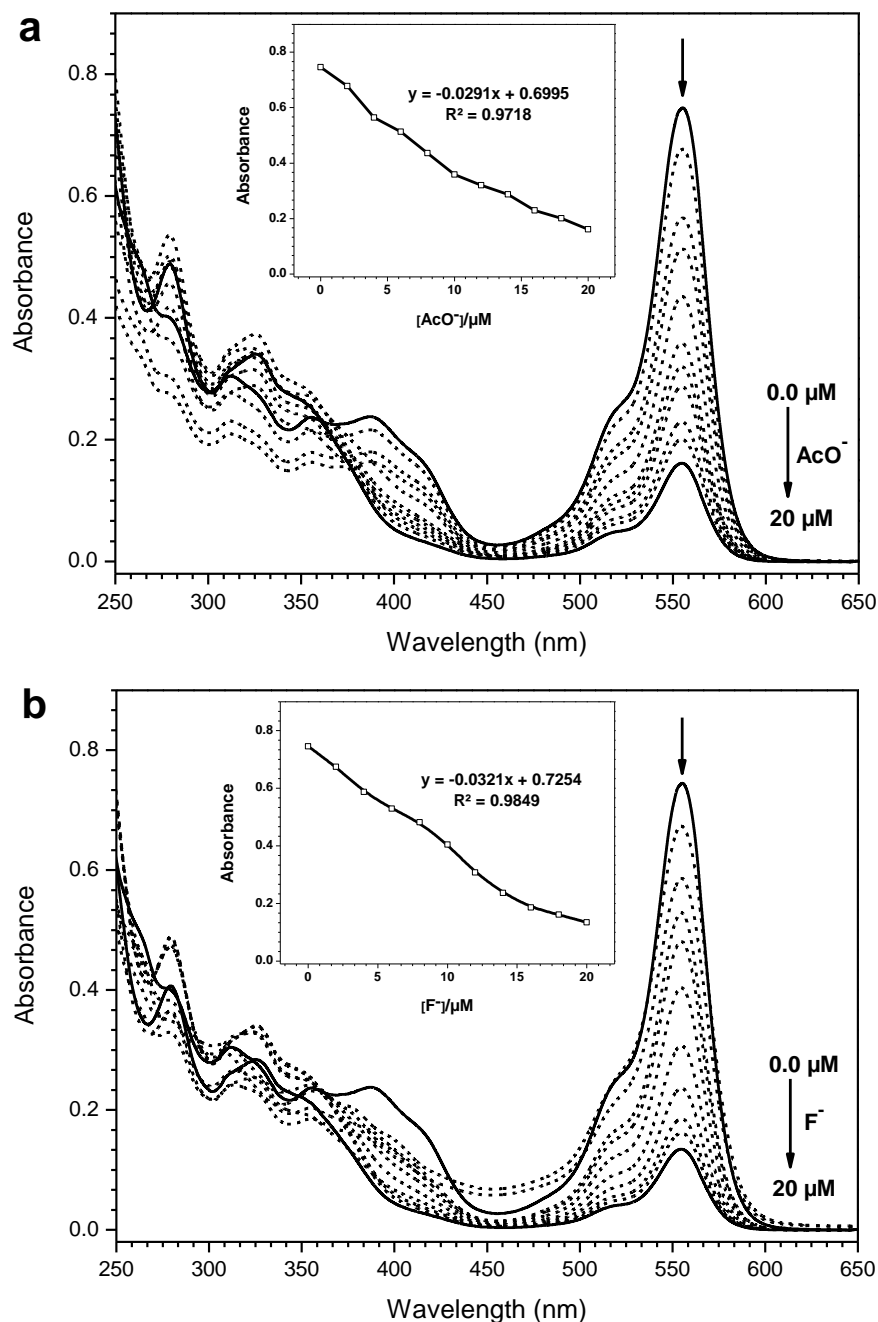 a
0.8
0.6
0.4
0.2
0.0
Absorbance
250 300 350 400 450 500 550 600 650
Wavelength (nm)
0.8
0.6
0.4
0.2
0.0
Absorbance
0 5 10 15 20
[AcO⁻]/µM
y = -0.0291x + 0.6995
R² = 0.9718
0.0 µM
AcO⁻
20 µM
b
0.8
0.6
0.4
0.2
0.0
Absorbance
250 300 350 400 450 500 550 600 650
Wavelength (nm)
0.8
0.6
0.4
0.2
0.0
Absorbance
0 5 10 15 20
[F⁻]/µM
y = -0.0321x + 0.7254
R² = 0.9849
0.0 µM
F⁻
20 µM